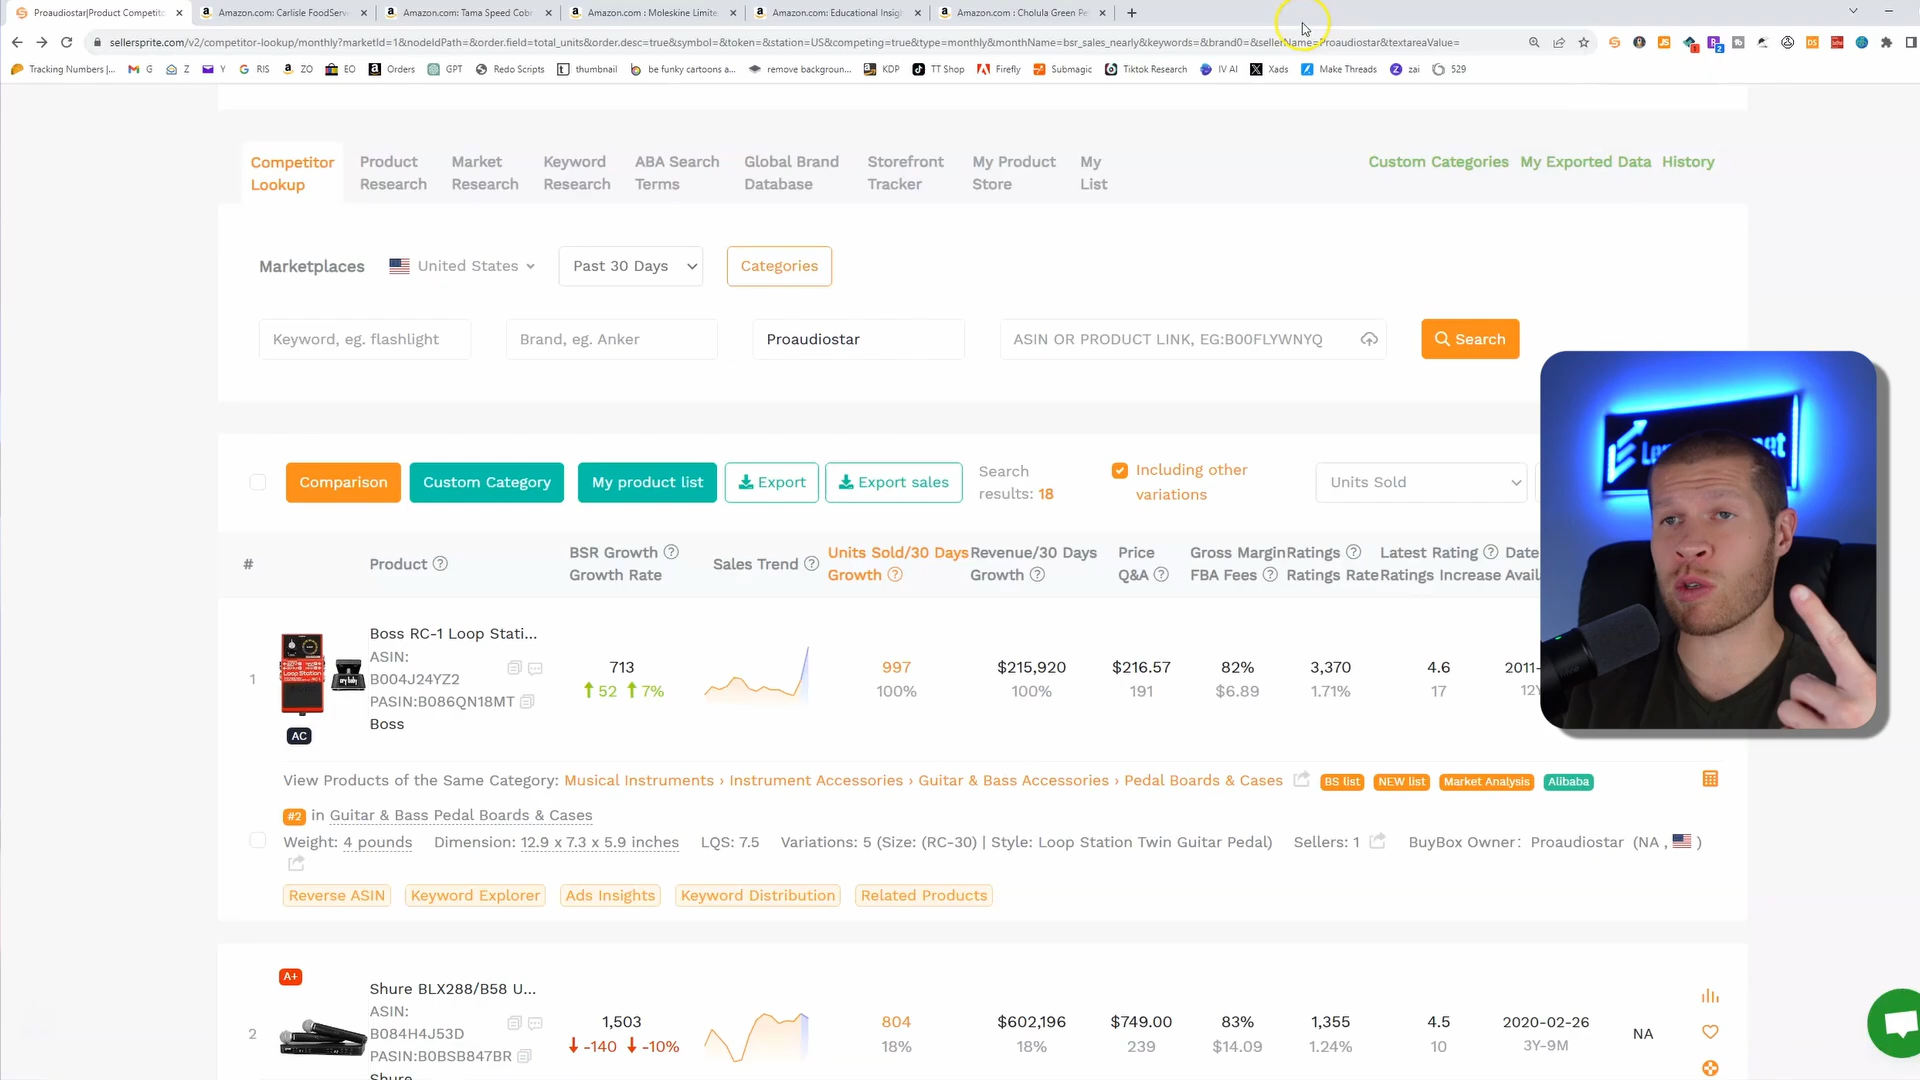 Proaudiostar|Product Competito
Amazon.com: Carlisle FoodServ
Amazon.com: Tama Speed Cob
Amazon.com : Moleskine Limite
Amazon.com: Educational Insig
Amazon.com : Cholula Green Pe
sellersprite.com/v2/competitor-lookup/monthly?marketId=1&nodeIdPath=&order.field=total_units&order.desc=true&symbol=&token=&station=US&competing=true&type=monthly&monthName=bsr_sales_nearly&keywords=&brand0=&sellerName=Proaudiostar&textareaValue=
Tracking Numbers |... G Z Y RIS ZO EO Orders GPT Redo Scripts thumbnail be funky cartoons a... remove backgroun... KDP TT Shop Firefly Submagic Tiktok Research IV AI Xads Make Threads zai 529
Competitor Lookup
Product Research
Market Research
Keyword Research
ABA Search Terms
Global Brand Database
Storefront Tracker
My Product Store
My List
Custom Categories My Exported Data History
Marketplaces United States Past 30 Days Categories
Keyword, eg. flashlight
Brand, eg. Anker
Proaudiostar
ASIN OR PRODUCT LINK, EG:B00FLYWNYQ
Search
Comparison Custom Category My product list Export Export sales
Search results: 18
Including other variations
Units Sold
#
Product
BSR Growth
Growth Rate
Sales Trend
Units Sold/30 Days
Growth
Revenue/30 Days
Growth
Price
Q&A
Gross Margin
FBA Fees
Ratings
Ratings Rate
Latest Rating
Ratings Increase
Date
Avail
1
Boss RC-1 Loop Stati...
ASIN:
B004J24YZ2
PASIN:B086QN18MT
Boss
AC
713
52 7%
997
100%
$215,920
100%
$216.57
191
82%
$6.89
3,370
1.71%
4.6
17
2011-
12Y
View Products of the Same Category: Musical Instruments › Instrument Accessories › Guitar & Bass Accessories › Pedal Boards & Cases BS list NEW list Market Analysis Alibaba
#2 in Guitar & Bass Pedal Boards & Cases
Weight: 4 pounds Dimension: 12.9 x 7.3 x 5.9 inches LQS: 7.5 Variations: 5 (Size: (RC-30) | Style: Loop Station Twin Guitar Pedal) Sellers: 1 BuyBox Owner: Proaudiostar (NA , )
Reverse ASIN Keyword Explorer Ads Insights Keyword Distribution Related Products
A+
2
Shure BLX288/B58 U...
ASIN:
B084H4J53D
PASIN:B0BSB847BR
Shure
1,503
-140 -10%
804
18%
$602,196
18%
$749.00
239
83%
$14.09
1,355
1.24%
4.5
10
2020-02-26
3Y-9M
NA